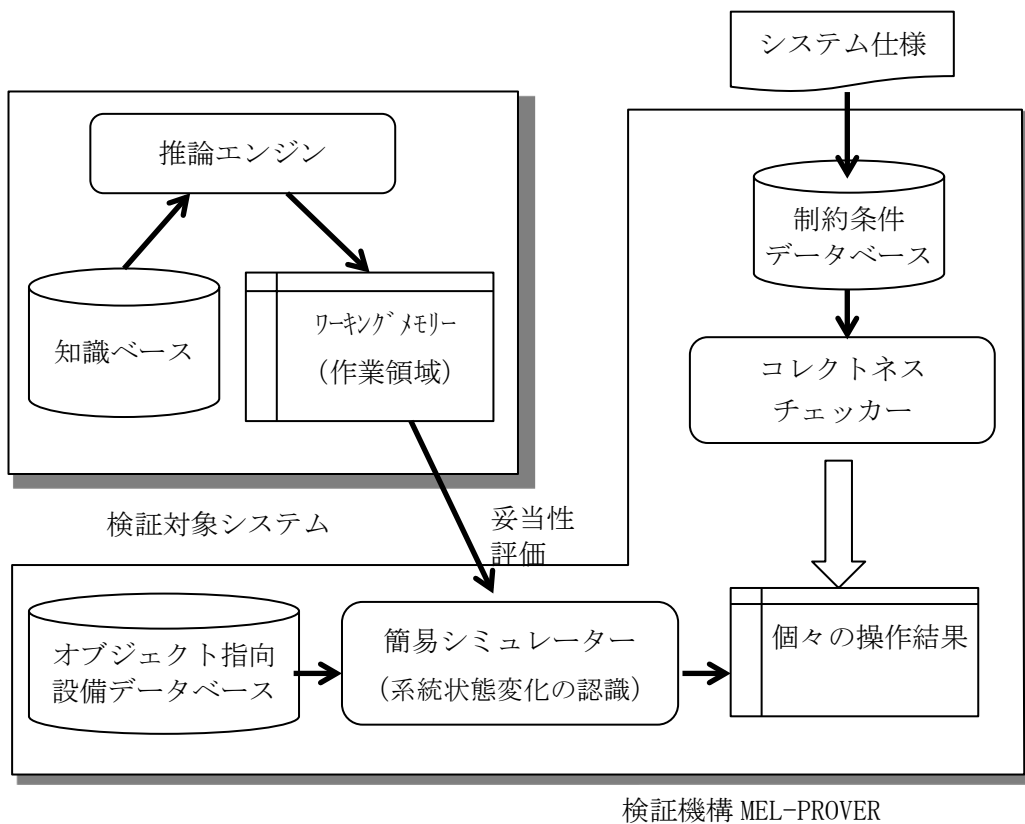 システム仕様
推論エンジン
制約条件
データベース
知識ベース
ﾜｰｷﾝｸﾞﾒﾓﾘｰ
(作業領域)
コレクトネス
チェッカー
検証対象システム
妥当性
評価
オブジェクト指向
設備データベース
簡易シミュレーター
(系統状態変化の認識)
個々の操作結果
検証機構 MEL-PROVER